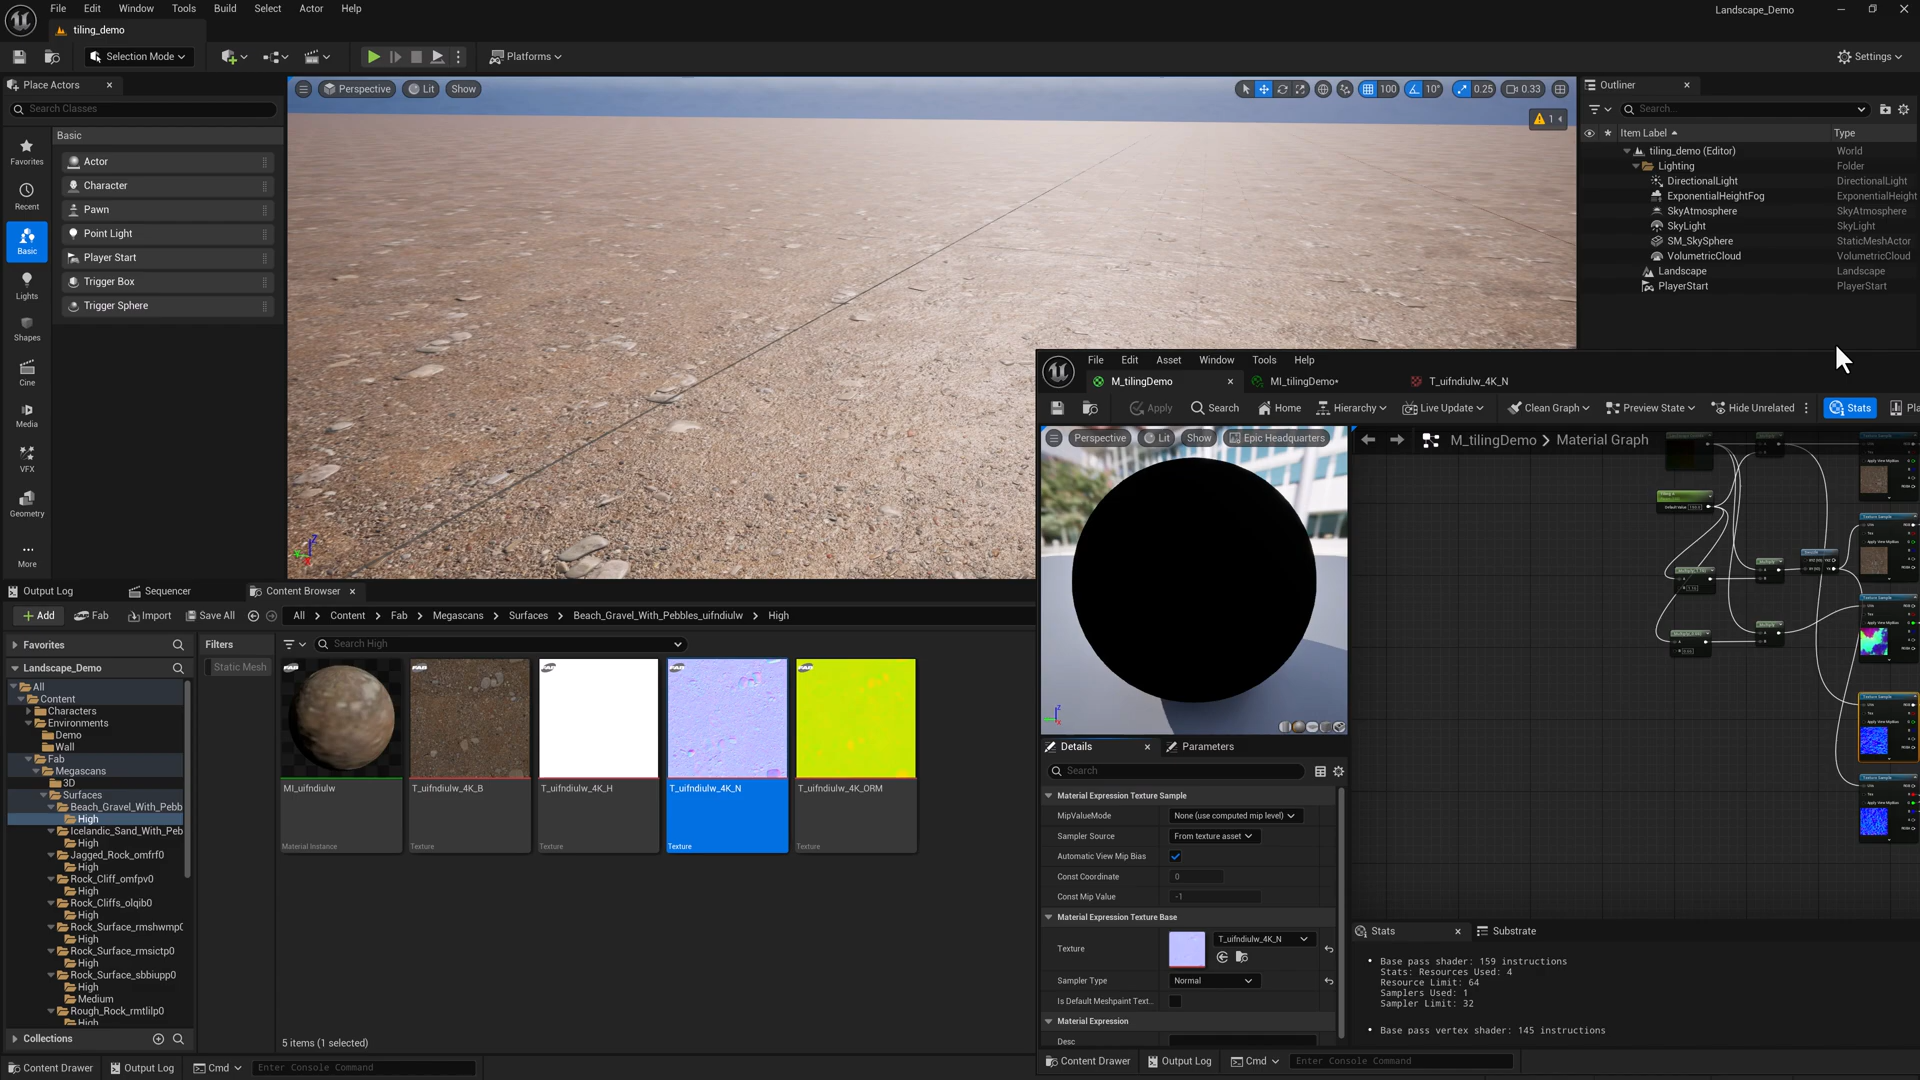 File Edit Window Tools Build Select Actor Help
Landscape_Demo
tiling_demo
Selection Mode
Platforms
Settings
Place Actors
Search Classes
Basic
Favorites
Recent
Basic
Lights
Shapes
Cine
Media
VFX
Geometry
More
Actor
Character
Pawn
Point Light
Player Start
Trigger Box
Trigger Sphere
Perspective Lit Show
100 10° 0.25 0.33
1
Outliner
Search...
Item Label Type
tiling_demo (Editor) World
Lighting Folder
DirectionalLight DirectionalLight
ExponentialHeightFog ExponentialHeight
SkyAtmosphere SkyAtmosphere
SkyLight SkyLight
SM_SkySphere StaticMeshActor
VolumetricCloud VolumetricCloud
Landscape Landscape
PlayerStart PlayerStart
File Edit Asset Window Tools Help
M_tilingDemo MI_tilingDemo* T_uifndiulw_4K_N
Apply Search Home Hierarchy Live Update Clean Graph Preview State Hide Unrelated Stats Pla
Perspective Lit Show Epic Headquarters
M_tilingDemo > Material Graph
Details Parameters
Search
Material Expression Texture Sample
MipValueMode None (use computed mip level)
Sampler Source From texture asset
Automatic View Mip Bias
Const Coordinate 0
Const Mip Value -1
Material Expression Texture Base
Texture T_uifndiulw_4K_N
Sampler Type Normal
Is Default Meshpaint Text..
Material Expression
Desc
Stats Substrate
Base pass shader: 159 instructions
Stats: Resources Used: 4
Resource Limit: 64
Samplers Used: 1
Sampler Limit: 32
Base pass vertex shader: 145 instructions
Content Drawer Output Log Cmd Enter Console Command
Output Log Sequencer Content Browser
Add Fab Import Save All All > Content > Fab > Megascans > Surfaces > Beach_Gravel_With_Pebbles_uifndiulw > High
Favorites
Filters
Search High
Landscape_Demo
Static Mesh
All
Content
Characters
Environments
Demo
Wall
Fab
Megascans
3D
Surfaces
Beach_Gravel_With_Pebb
High
Icelandic_Sand_With_Peb
High
Jagged_Rock_omfrf0
High
Rock_Cliff_omfpv0
High
Rock_Cliffs_olqib0
High
Rock_Surface_rmshwmp0
High
Rock_Surface_rmsictp0
High
Rock_Surface_sbbiupp0
High
Medium
Rough_Rock_rmtlilp0
High
Collections
MI_uifndiulw
Material Instance
T_uifndiulw_4K_B
Texture
T_uifndiulw_4K_H
Texture
T_uifndiulw_4K_N
Texture
T_uifndiulw_4K_ORM
Texture
5 items (1 selected)
Content Drawer Output Log Cmd Enter Console Command